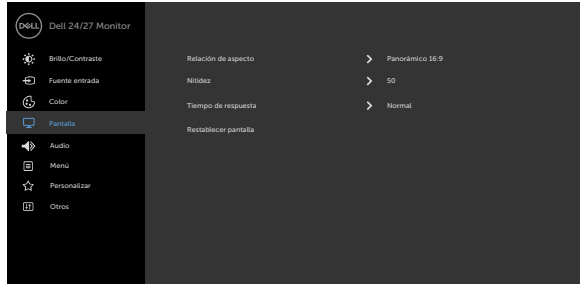 DELL Dell 24/27 Monitor
Brillo/Contraste
Fuente entrada
Color
Pantalla
Audio
Menú
Personalizar
Otros
Relación de aspecto Panorámico 16:9
Nitidez 50
Tiempo de respuesta Normal
Restablecer pantalla